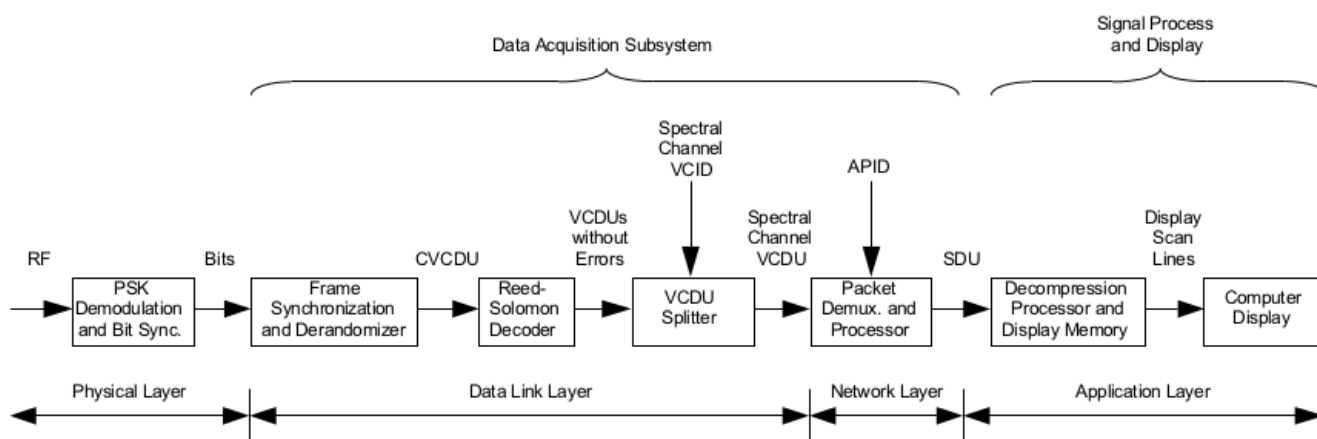 Data Acquisition Subsystem
Signal Process
and Display
Spectral
Channel
VCID
APID
RF
Bits
CVCDU
VCDUs
without
Errors
Spectral
Channel
VCDU
SDU
Display
Scan
Lines
PSK
Demodulation
and Bit Sync.
Frame
Synchronization
and Derandomizer
Reed-
Solomon
Decoder
VCDU
Splitter
Packet
Demux. and
Processor
Decompression
Processor and
Display Memory
Computer
Display
Physical Layer
Data Link Layer
Network Layer
Application Layer